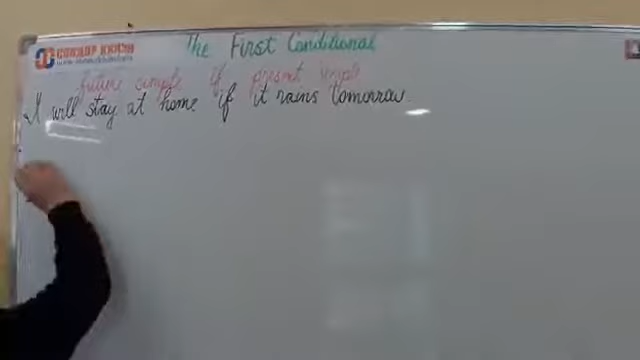 The First Conditional
future simple if present simple
I will stay at home if it rains tomorrow.